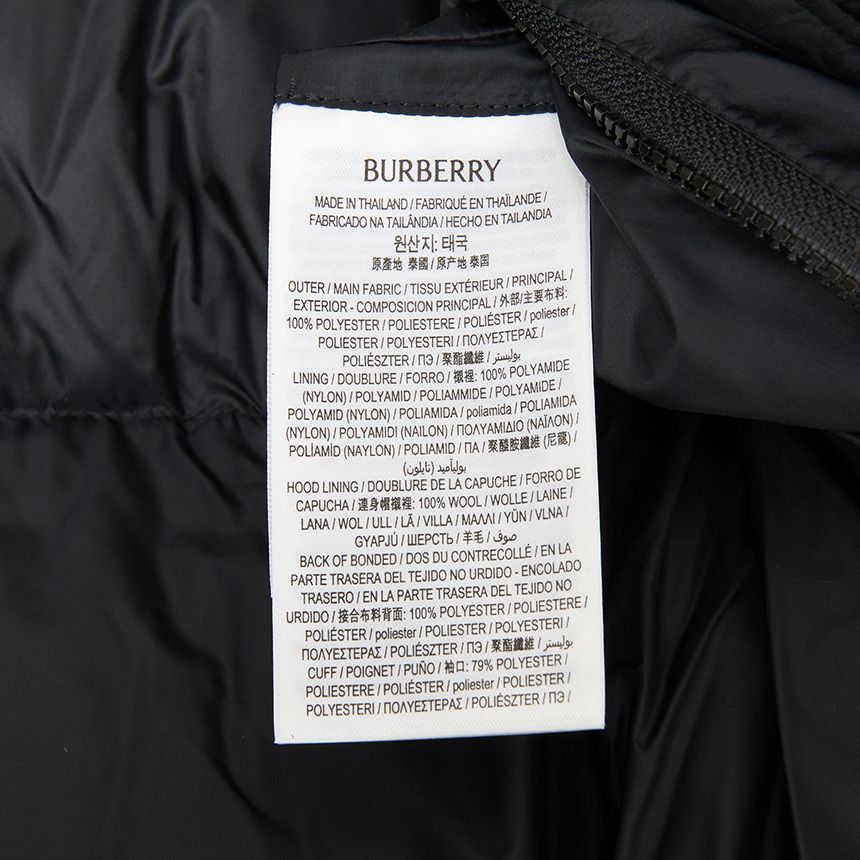 BURBERRY
MADE IN THAILAND / FABRIQUÉ EN THAÏLANDE /
FABRICADO NA TAILÂNDIA / HECHO EN TAILANDIA
원산지: 태국
原產地 泰國 / 原产地 泰国
OUTER / MAIN FABRIC / TISSU EXTÉRIEUR / PRINCIPAL /
EXTERIOR - COMPOSICION PRINCIPAL / 外部/主要布料:
100% POLYESTER / POLIESTERE / POLIÉSTER / poliester /
POLIESTER / POLYESTERI / ΠΟΛΥΕΣΤΕΡΑΣ /
POLIÉSZTER / ПЭ / 聚酯纖維 / بوليستر
LINING / DOUBLURE / FORRO / 襯裡: 100% POLYAMIDE
(NYLON) / POLYAMID / POLIAMMIDE / POLYAMIDE /
POLYAMID (NYLON) / POLIAMIDA / poliamida / POLIAMIDA
(NYLON) / POLYAMIDI (NAILON) / ΠΟΛΥΑΜΙΔΙΟ (ΝΑΪΛΟΝ) /
POLİAMİD (NAYLON) / POLIAMID / ПА / 聚醯胺纖維 (尼龍) /
بوليآميد (نايلون)
HOOD LINING / DOUBLURE DE LA CAPUCHE / FORRO DE
CAPUCHA / 連身帽襯裡: 100% WOOL / WOLLE / LAINE /
LANA / WOL / ULL / LÃ / VILLA / ΜΑΛΛΙ / YÜN / VLNA /
GYAPJÚ / ШЕРСТЬ / 羊毛 / صوف
BACK OF BONDED / DOS DU CONTRECOLLÉ / EN LA
PARTE TRASERA DEL TEJIDO NO URDIDO - ENCOLADO
TRASERO / EN LA PARTE TRASERA DEL TEJIDO NO
URDIDO / 接合布料背面: 100% POLYESTER / POLIESTERE /
POLIÉSTER / poliester / POLIESTER / POLYESTERI /
ΠΟΛΥΕΣΤΕΡΑΣ / POLIÉSZTER / ПЭ / 聚酯纖維 / بوليستر
CUFF / POIGNET / PUÑO / 袖口: 79% POLYESTER /
POLIESTERE / POLIÉSTER / poliester / POLIESTER /
POLYESTERI / ΠΟΛΥΕΣΤΕΡΑΣ / POLIÉSZTER / ПЭ /